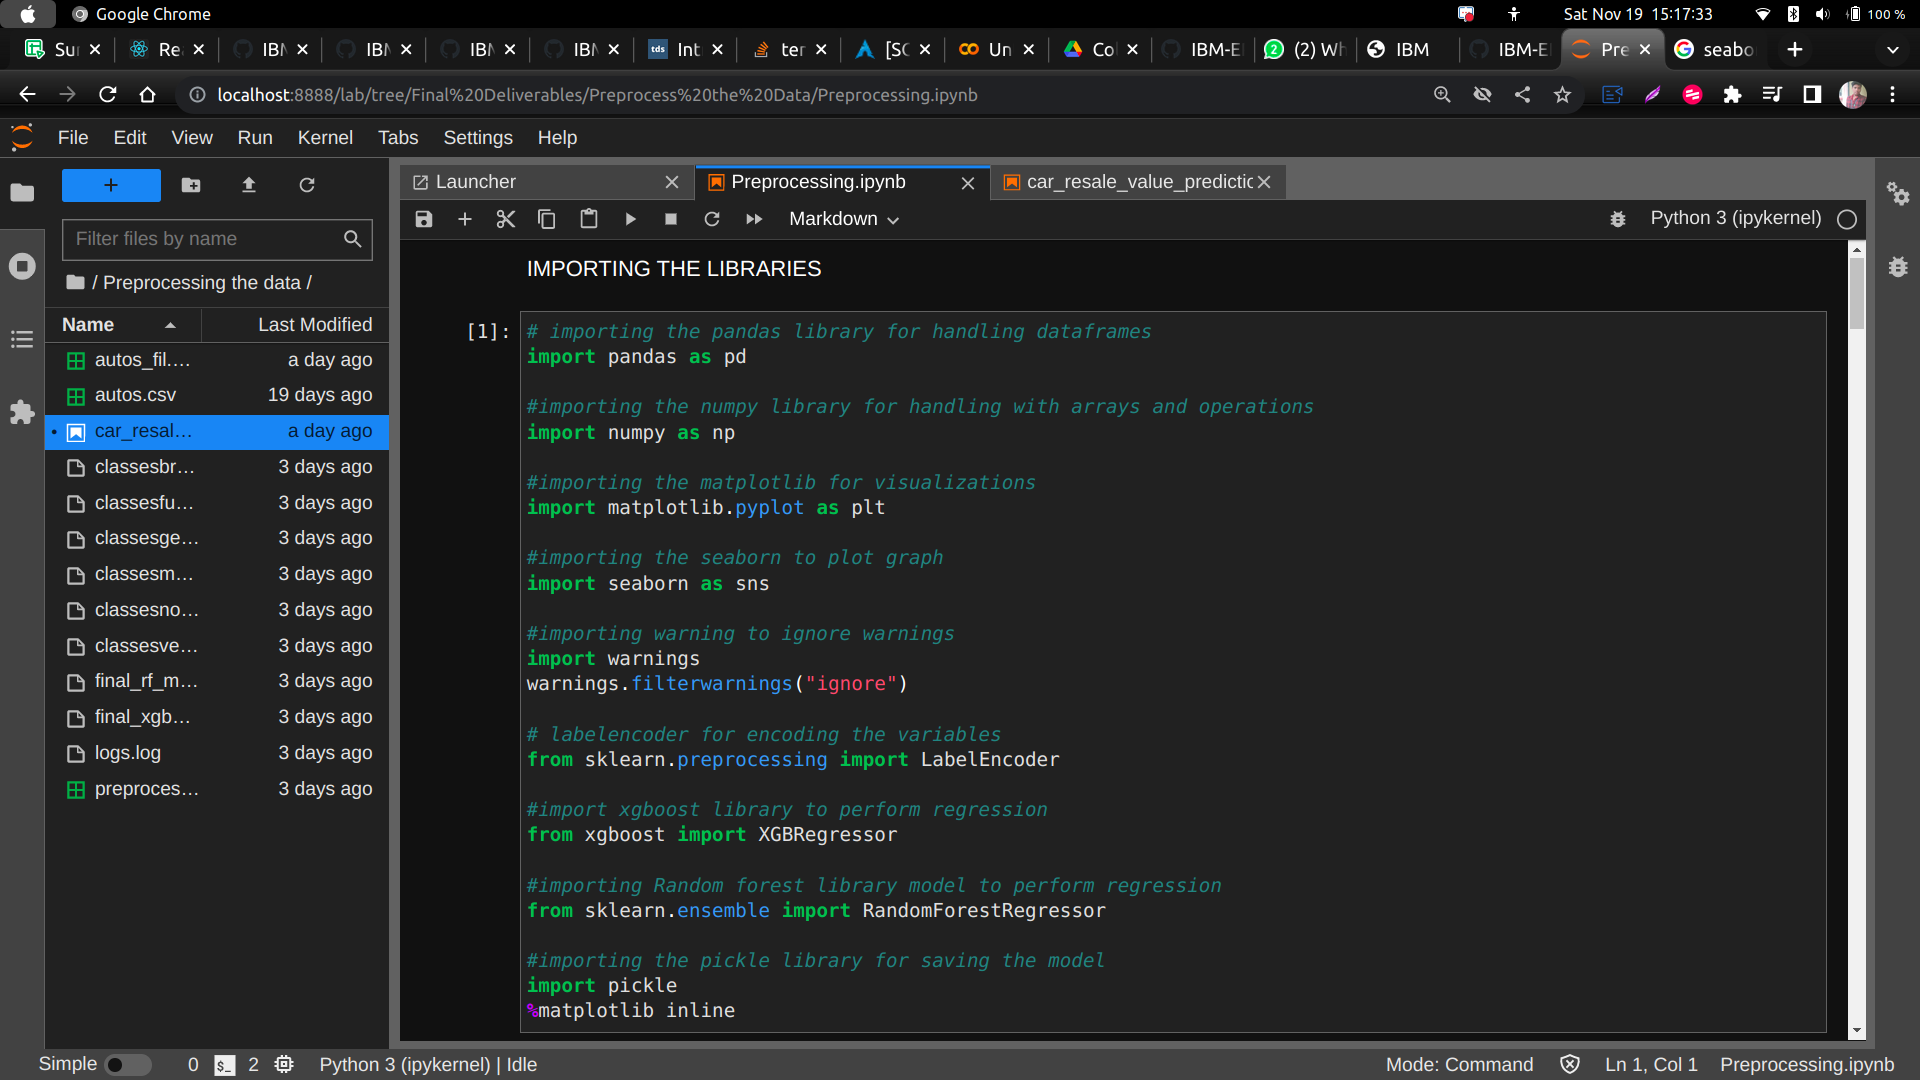 Google Chrome
Sat Nov 19 15:17:33
100 %
Su
Re
IBM
IBM
IBM
IBM
tds Int
ter
[SC
Un
Co
IBM-E
(2) Wh
IBM
IBM-E
Pre
seabo
localhost:8888/lab/tree/Final%20Deliverables/Preprocess%20the%20Data/Preprocessing.ipynb
File Edit View Run Kernel Tabs Settings Help
Launcher
Preprocessing.ipynb
car_resale_value_predictic
Markdown
Python 3 (ipykernel)
Filter files by name
/ Preprocessing the data /
Name Last Modified
autos_fil.... a day ago
autos.csv 19 days ago
car_resal... a day ago
classesbr... 3 days ago
classesfu... 3 days ago
classesge... 3 days ago
classesm... 3 days ago
classesno... 3 days ago
classesve... 3 days ago
final_rf_m... 3 days ago
final_xgb... 3 days ago
logs.log 3 days ago
preproces... 3 days ago
IMPORTING THE LIBRARIES
[1]:
# importing the pandas library for handling dataframes
import pandas as pd
#importing the numpy library for handling with arrays and operations
import numpy as np
#importing the matplotlib for visualizations
import matplotlib.pyplot as plt
#importing the seaborn to plot graph
import seaborn as sns
#importing warning to ignore warnings
import warnings
warnings.filterwarnings("ignore")
# labelencoder for encoding the variables
from sklearn.preprocessing import LabelEncoder
#import xgboost library to perform regression
from xgboost import XGBRegressor
#importing Random forest library model to perform regression
from sklearn.ensemble import RandomForestRegressor
#importing the pickle library for saving the model
import pickle
%matplotlib inline
Simple 0 $_ 2 Python 3 (ipykernel) | Idle
Mode: Command Ln 1, Col 1 Preprocessing.ipynb